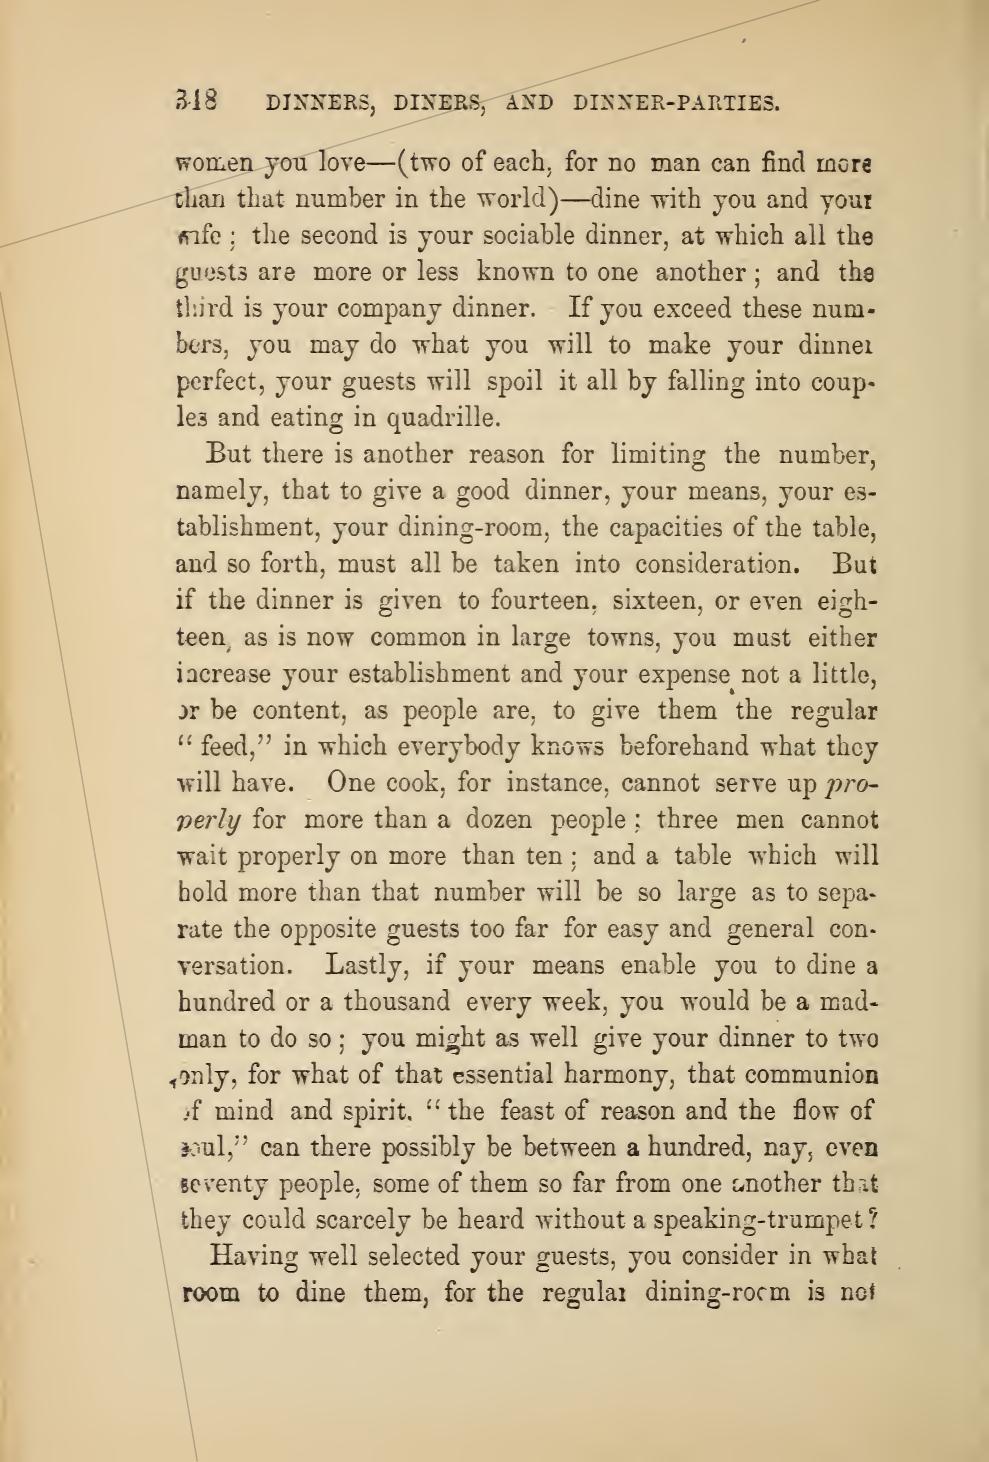 318 DINNERS, DINERS, AND DINNER-PARTIES.
women you love—(two of each, for no man can find more
than that number in the world)—dine with you and your
wife ; the second is your sociable dinner, at which all the
guests are more or less known to one another ; and the
third is your company dinner. If you exceed these num-
bers, you may do what you will to make your dinner
perfect, your guests will spoil it all by falling into coup-
les and eating in quadrille.
But there is another reason for limiting the number,
namely, that to give a good dinner, your means, your es-
tablishment, your dining-room, the capacities of the table,
and so forth, must all be taken into consideration. But
if the dinner is given to fourteen, sixteen, or even eigh-
teen, as is now common in large towns, you must either
increase your establishment and your expense not a little,
or be content, as people are, to give them the regular
“ feed,” in which everybody knows beforehand what they
will have. One cook, for instance, cannot serve up pro-
perly for more than a dozen people ; three men cannot
wait properly on more than ten ; and a table which will
hold more than that number will be so large as to sepa-
rate the opposite guests too far for easy and general con-
versation. Lastly, if your means enable you to dine a
hundred or a thousand every week, you would be a mad-
man to do so ; you might as well give your dinner to two
only, for what of that essential harmony, that communion
of mind and spirit, “ the feast of reason and the flow of
soul,” can there possibly be between a hundred, nay, even
seventy people, some of them so far from one another that
they could scarcely be heard without a speaking-trumpet ?
Having well selected your guests, you consider in what
room to dine them, for the regular dining-room is not